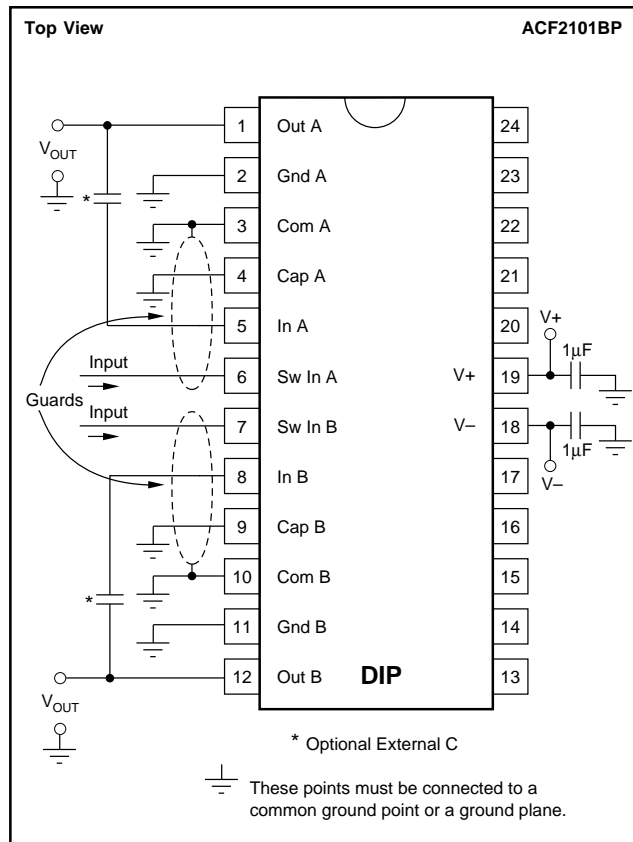 Top View ACF2101BP
1 Out A 24
V_OUT
2 Gnd A 23
*
3 Com A 22
4 Cap A 21
5 In A 20
V+
1µF
Input
6 Sw In A V+ 19
Guards
Input
7 Sw In B V– 18
1µF
8 In B 17
V–
9 Cap B 16
10 Com B 15
*
11 Gnd B 14
12 Out B DIP 13
V_OUT
* Optional External C
These points must be connected to a
common ground point or a ground plane.